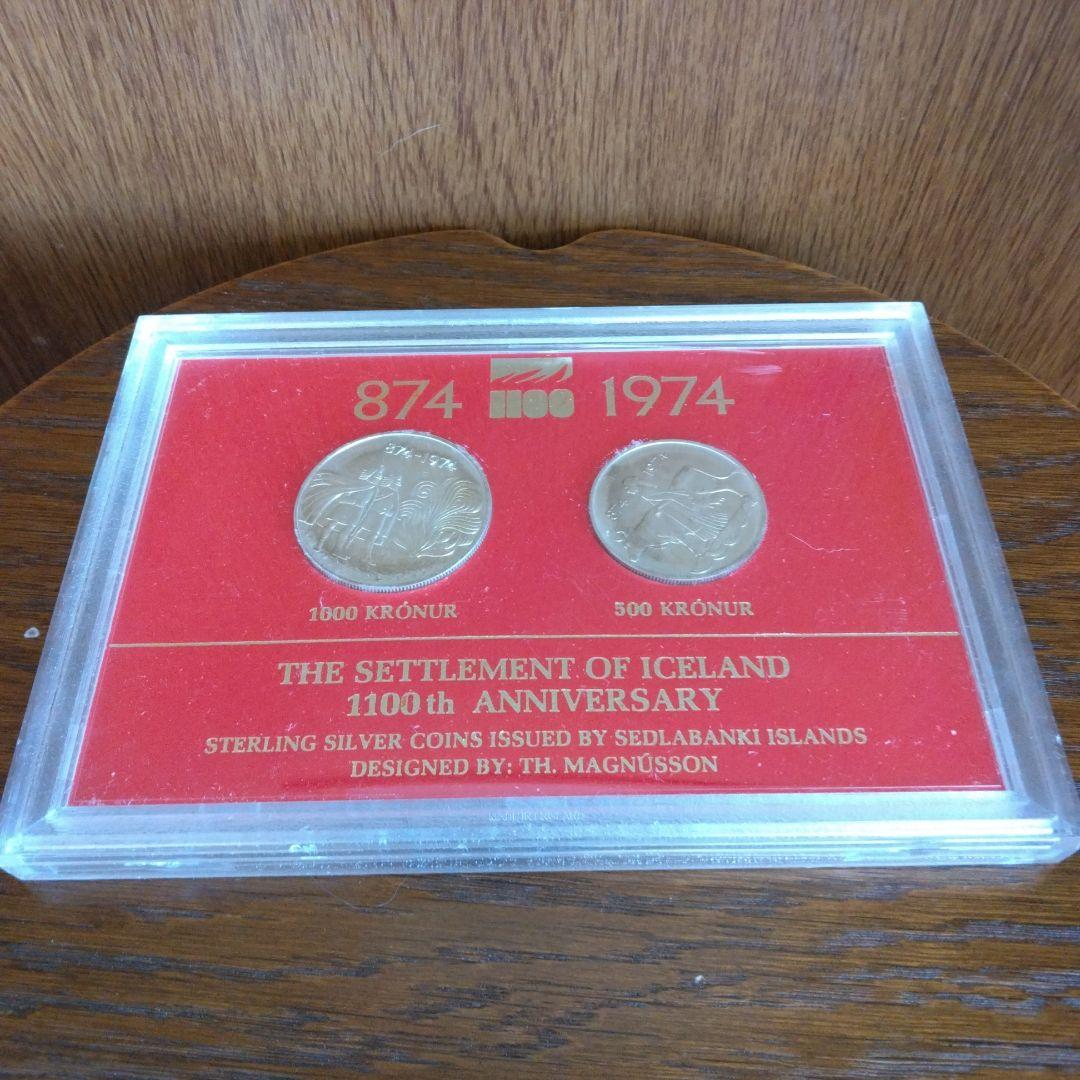 874 1100 1974
874-1974
1974
1000 KRÓNUR
500 KRÓNUR
THE SETTLEMENT OF ICELAND
1100th ANNIVERSARY
STERLING SILVER COINS ISSUED BY SEDLABANKI ISLANDS
DESIGNED BY: TH. MAGNÚSSON